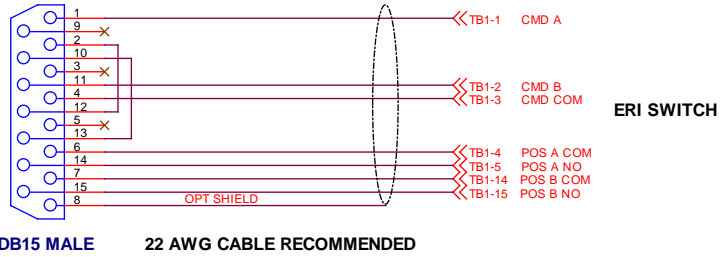 1 TB1-1 CMD A
9
2
10
3
11 TB1-2 CMD B
4 TB1-3 CMD COM
ERI SWITCH
12
5
13
6 TB1-4 POS A COM
14 TB1-5 POS A NO
7 TB1-14 POS B COM
15 TB1-15 POS B NO
8 OPT SHIELD
DB15 MALE 22 AWG CABLE RECOMMENDED